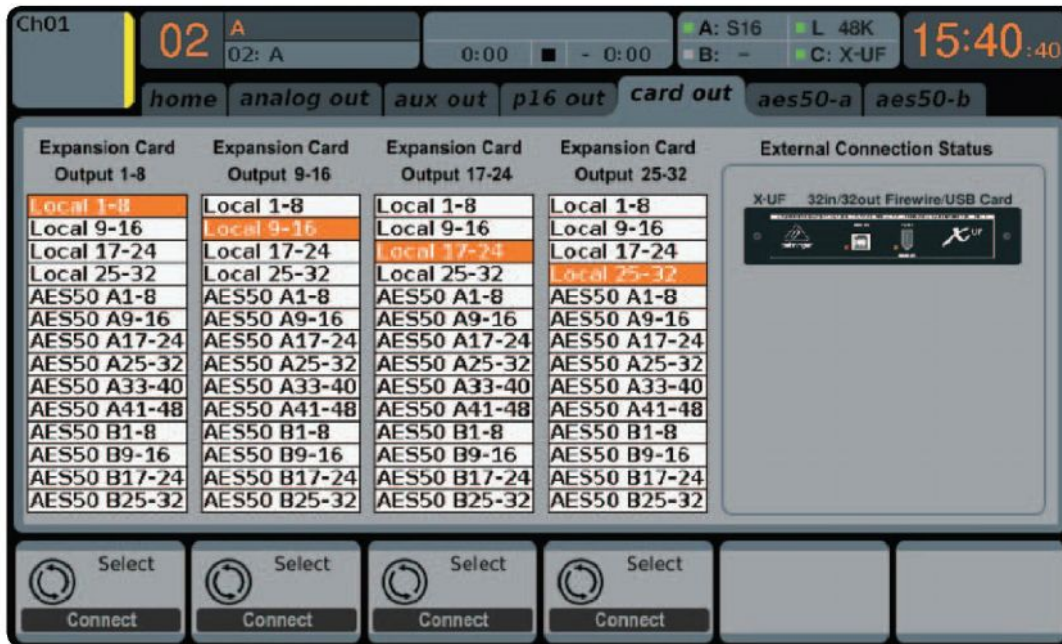 Ch01
02
A
02: A
0:00 - 0:00
A: S16
B: -
L 48K
C: X-UF
15:40:40
home
analog out
aux out
p16 out
card out
aes50-a
aes50-b
Expansion Card
Output 1-8
Local 1-8
Local 9-16
Local 17-24
Local 25-32
AES50 A1-8
AES50 A9-16
AES50 A17-24
AES50 A25-32
AES50 A33-40
AES50 A41-48
AES50 B1-8
AES50 B9-16
AES50 B17-24
AES50 B25-32
Expansion Card
Output 9-16
Local 1-8
Local 9-16
Local 17-24
Local 25-32
AES50 A1-8
AES50 A9-16
AES50 A17-24
AES50 A25-32
AES50 A33-40
AES50 A41-48
AES50 B1-8
AES50 B9-16
AES50 B17-24
AES50 B25-32
Expansion Card
Output 17-24
Local 1-8
Local 9-16
Local 17-24
Local 25-32
AES50 A1-8
AES50 A9-16
AES50 A17-24
AES50 A25-32
AES50 A33-40
AES50 A41-48
AES50 B1-8
AES50 B9-16
AES50 B17-24
AES50 B25-32
Expansion Card
Output 25-32
Local 1-8
Local 9-16
Local 17-24
Local 25-32
AES50 A1-8
AES50 A9-16
AES50 A17-24
AES50 A25-32
AES50 A33-40
AES50 A41-48
AES50 B1-8
AES50 B9-16
AES50 B17-24
AES50 B25-32
External Connection Status
X-UF 32in/32out Firewire/USB Card
X UF
Select
Connect
Select
Connect
Select
Connect
Select
Connect